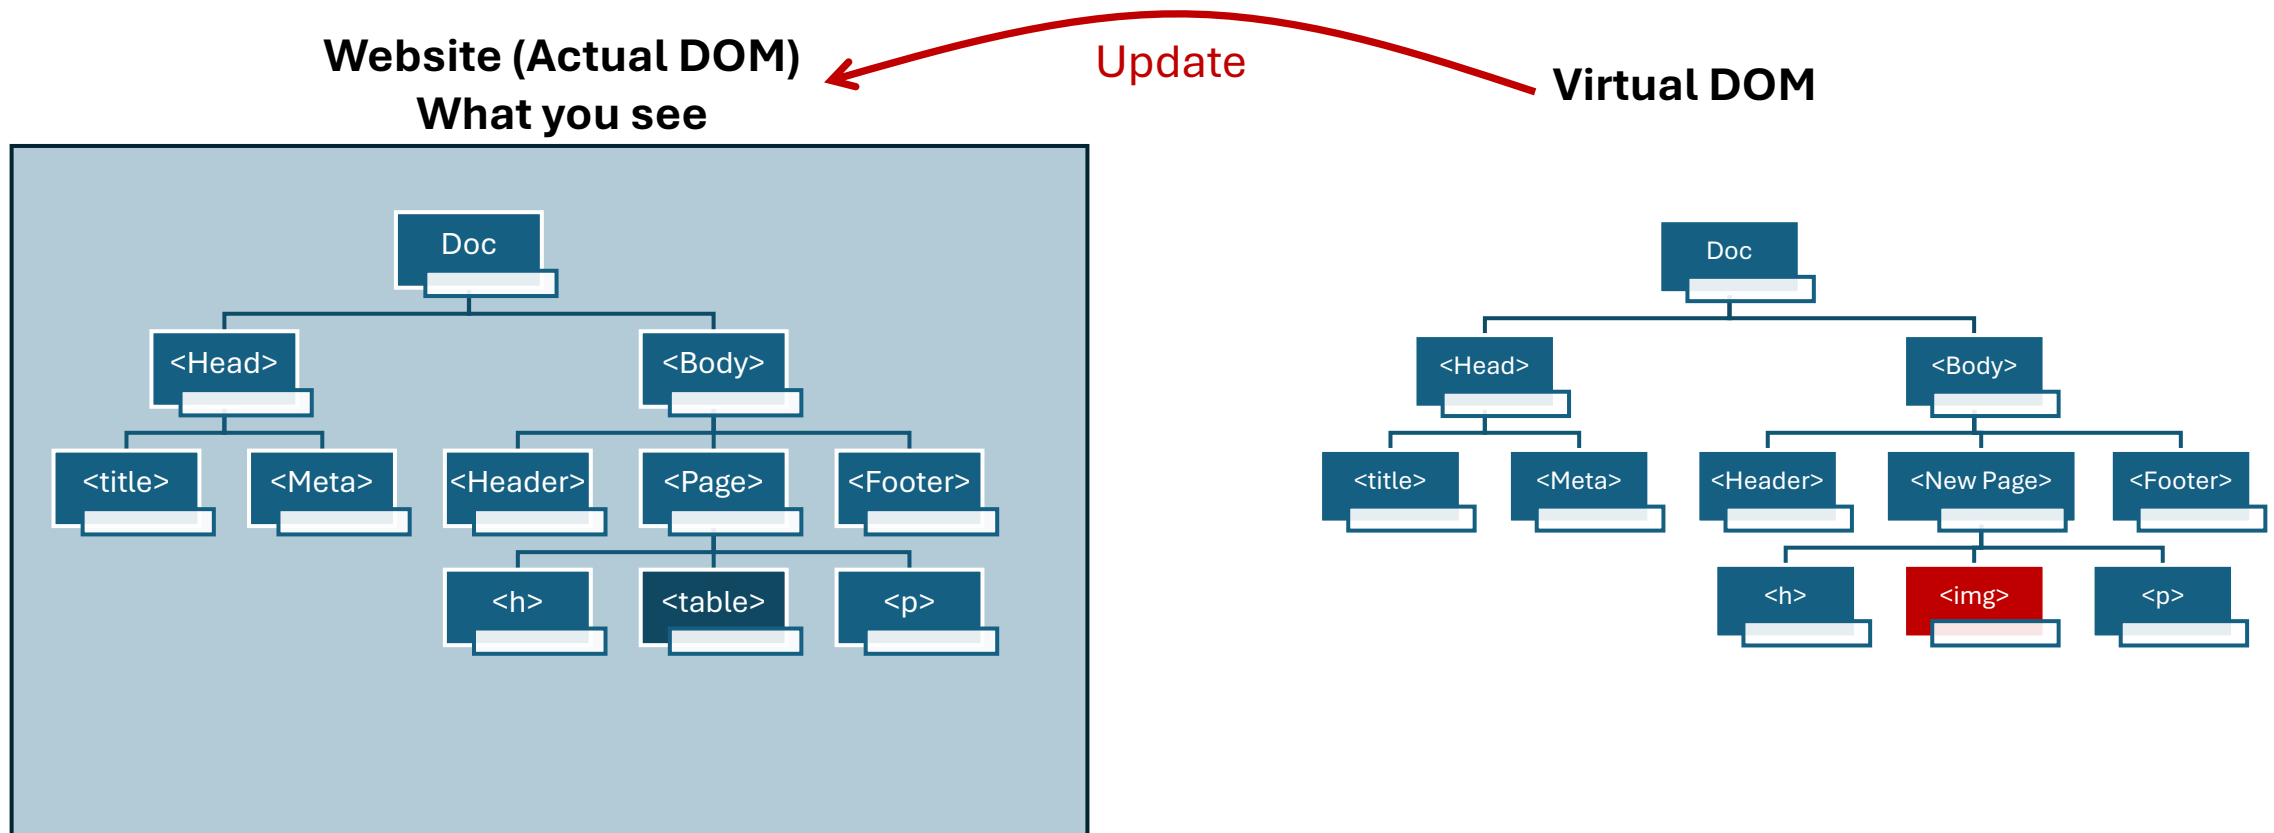 Website (Actual DOM)
What you see
Update
Virtual DOM
Doc
<Head>
<Body>
<title>
<Meta>
<Header>
<Page>
<Footer>
<h>
<table>
<p>
Doc
<Head>
<Body>
<title>
<Meta>
<Header>
<New Page>
<Footer>
<h>
<img>
<p>